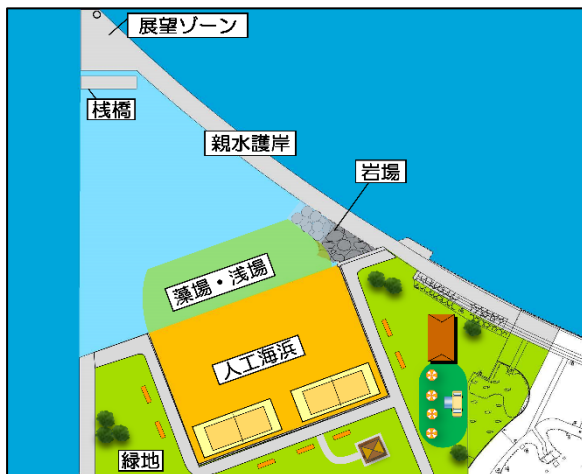 展望ゾーン
桟橋
親水護岸
岩場
藻場・浅場
人工海浜
緑地